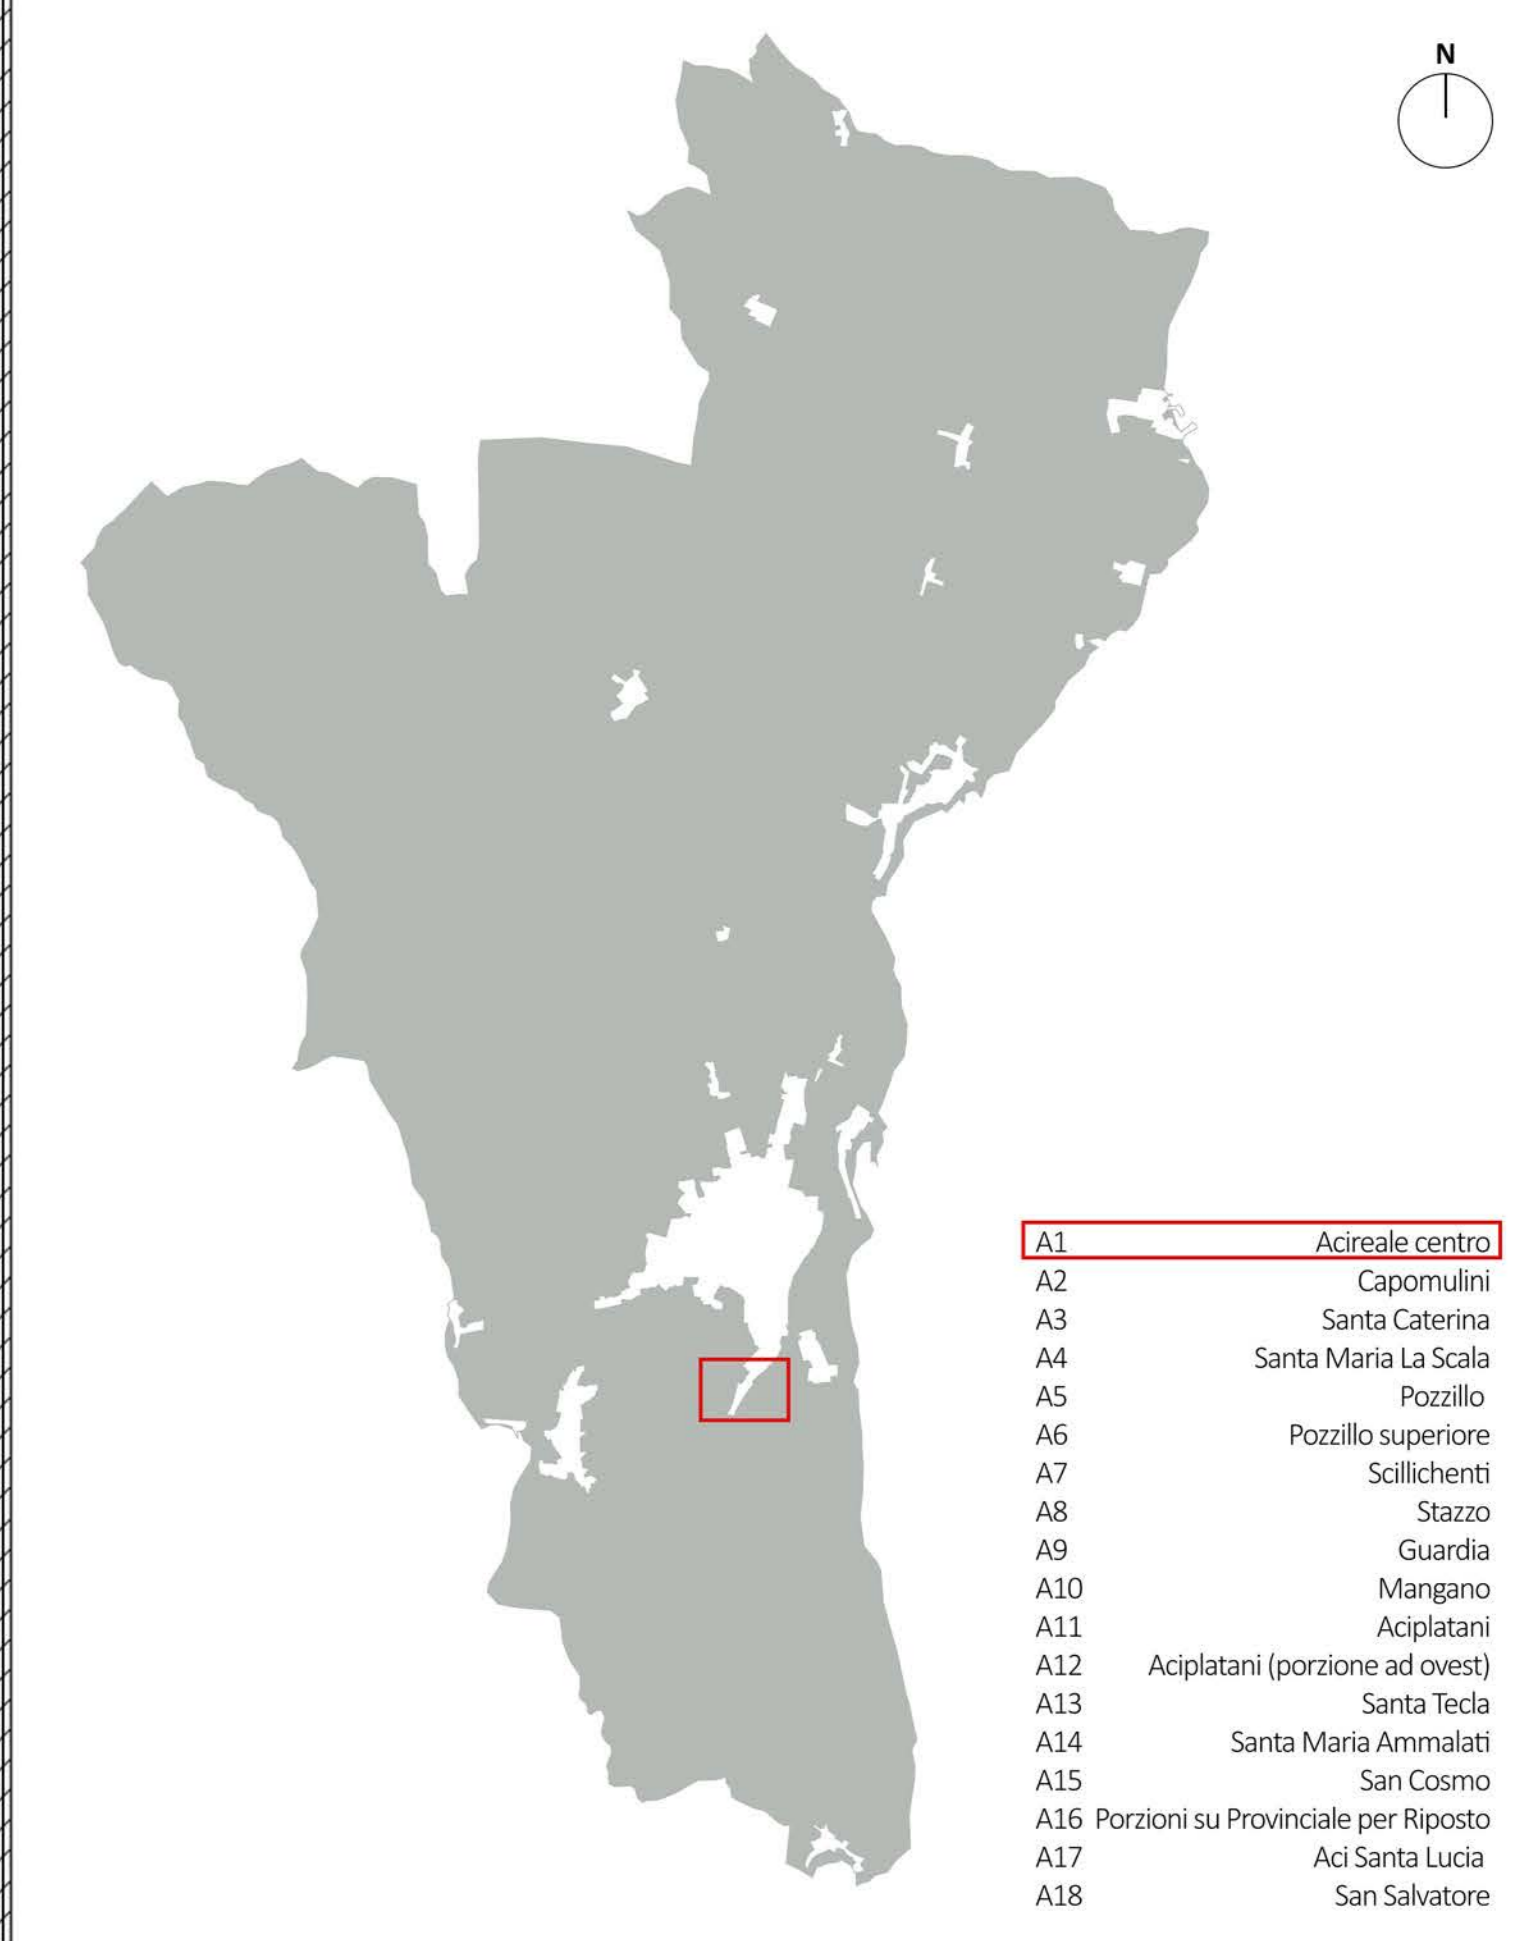 N
A1 Acireale centro
A2 Capomulini
A3 Santa Caterina
A4 Santa Maria La Scala
A5 Pozzillo
A6 Pozzillo superiore
A7 Scillichenti
A8 Stazzo
A9 Guardia
A10 Mangano
A11 Aciplatani
A12 Aciplatani (porzione ad ovest)
A13 Santa Tecla
A14 Santa Maria Ammalati
A15 San Cosmo
A16 Porzioni su Provinciale per Riposto
A17 Aci Santa Lucia
A18 San Salvatore